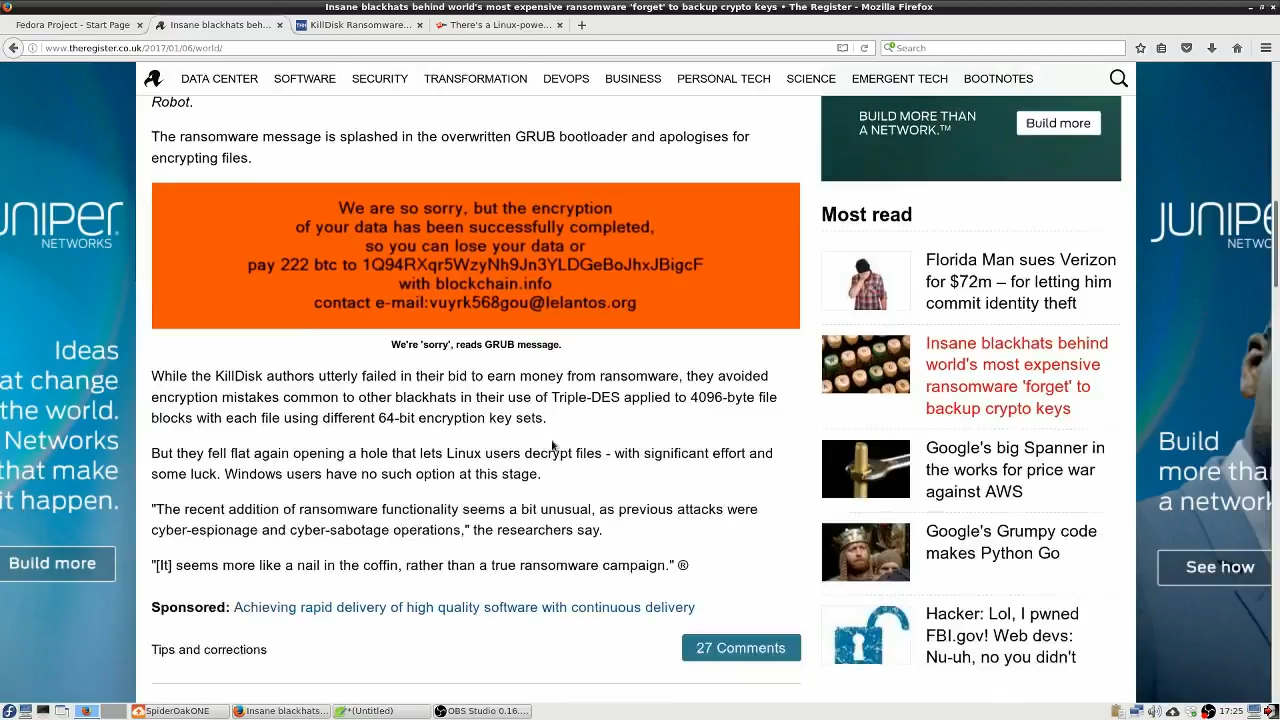 Insane blackhats behind world's most expensive ransomware 'forget' to backup crypto keys • The Register - Mozilla Firefox
Fedora Project - Start Page
Insane blackhats beh...
KillDisk Ransomware...
There's a Linux-powe...
www.theregister.co.uk/2017/01/06/world/
Search
DATA CENTER SOFTWARE SECURITY TRANSFORMATION DEVOPS BUSINESS PERSONAL TECH SCIENCE EMERGENT TECH BOOTNOTES
Robot.
The ransomware message is splashed in the overwritten GRUB bootloader and apologises for
encrypting files.
We are so sorry, but the encryption
of your data has been successfully completed,
so you can lose your data or
pay 222 btc to 1Q94RXqr5WzyNh9Jn3YLDGeBoJhxJBigcF
with blockchain.info
contact e-mail:vuyrk568gou@lelantos.org
We're 'sorry', reads GRUB message.
While the KillDisk authors utterly failed in their bid to earn money from ransomware, they avoided
encryption mistakes common to other blackhats in their use of Triple-DES applied to 4096-byte file
blocks with each file using different 64-bit encryption key sets.
But they fell flat again opening a hole that lets Linux users decrypt files - with significant effort and
some luck. Windows users have no such option at this stage.
"The recent addition of ransomware functionality seems a bit unusual, as previous attacks were
cyber-espionage and cyber-sabotage operations," the researchers say.
"[It] seems more like a nail in the coffin, rather than a true ransomware campaign." ®
Sponsored: Achieving rapid delivery of high quality software with continuous delivery
Tips and corrections
27 Comments
BUILD MORE THAN
A NETWORK.™
Build more
Most read
Florida Man sues Verizon
for $72m – for letting him
commit identity theft
Insane blackhats behind
world's most expensive
ransomware 'forget' to
backup crypto keys
Google's big Spanner in
the works for price war
against AWS
Google's Grumpy code
makes Python Go
Hacker: Lol, I pwned
FBI.gov! Web devs:
Nu-uh, no you didn't
JUNIPER
NETWORKS
Ideas
at change
the world.
Networks
that make
it happen.
Build more
JUNIPE
NETWO
Build
more tha
a networ
See how
SpiderOakONE
Insane blackhats...
*(Untitled)
OBS Studio 0.16....
17:25